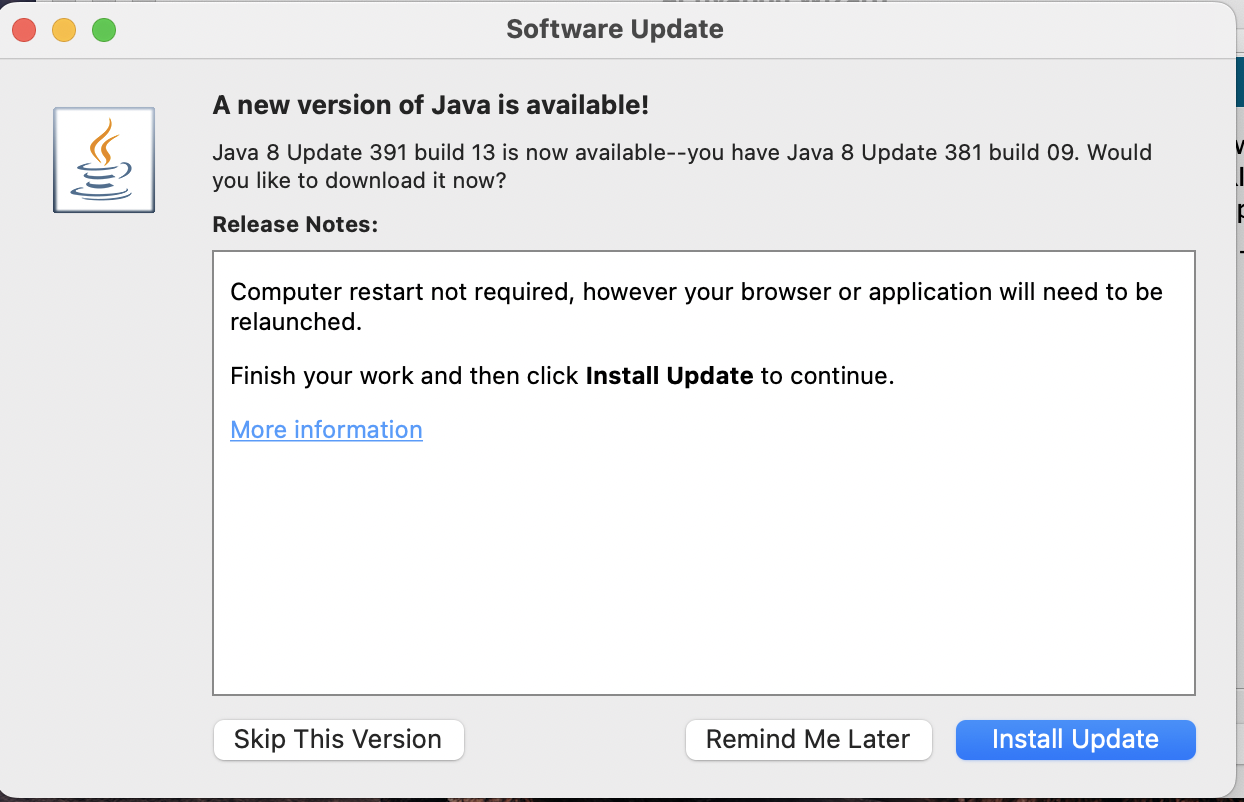 Software Update
A new version of Java is available!
Java 8 Update 391 build 13 is now available--you have Java 8 Update 381 build 09. Would
you like to download it now?
Release Notes:
Computer restart not required, however your browser or application will need to be
relaunched.
Finish your work and then click Install Update to continue.
More information
Skip This Version
Remind Me Later
Install Update